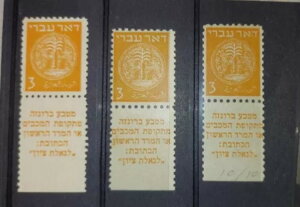 דאר עברי
3
מטבע ברונזה
מתקופת המכבים
או המרד הראשון
הכתובת:
"לגאלת ציון"
דאר עברי
3
מטבע ברונזה
מתקופת המכבים
או המרד הראשון
הכתובת:
"לגאלת ציון"
דאר עברי
3
מטבע ברונזה
מתקופת המכבים
או המרד הראשון
הכתובת:
"לגאלת ציון"
10/10